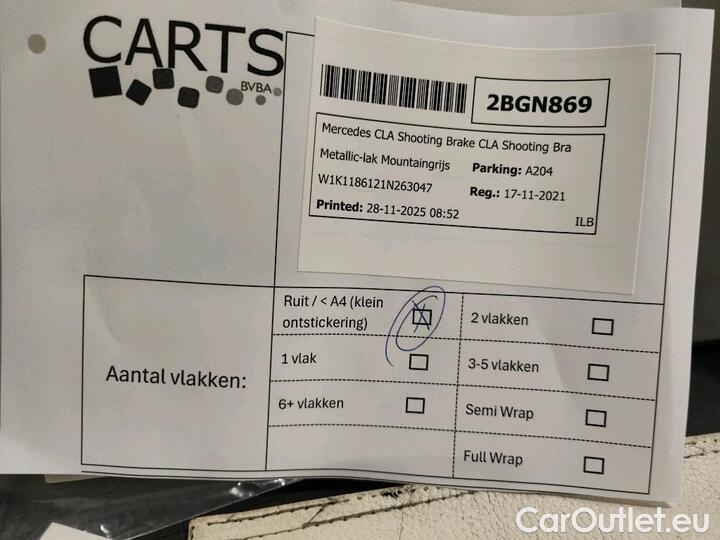 CARTS
BVBA
2BGN869
Mercedes CLA Shooting Brake CLA Shooting Bra
Metallic-lak Mountaingrijs
Parking: A204
W1K1186121N263047
Reg.: 17-11-2021
Printed: 28-11-2025 08:52
ILB
Aantal vlakken:
Ruit / < A4 (klein
ontstickering)
2 vlakken
1 vlak
3-5 vlakken
6+ vlakken
Semi Wrap
Full Wrap
CarOutlet.eu